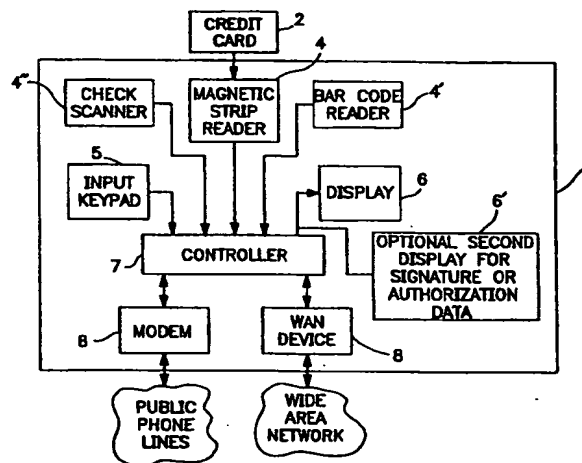 CREDIT
CARD
2
4
4"
CHECK
SCANNER
MAGNETIC
STRIP
READER
BAR CODE
READER
4'
5
INPUT
KEYPAD
DISPLAY
6
6'
7
CONTROLLER
OPTIONAL SECOND
DISPLAY FOR
SIGNATURE OR
AUTHORIZATION
DATA
8
MODEM
WAN
DEVICE
8
PUBLIC
PHONE
LINES
WIDE
AREA
NETWORK